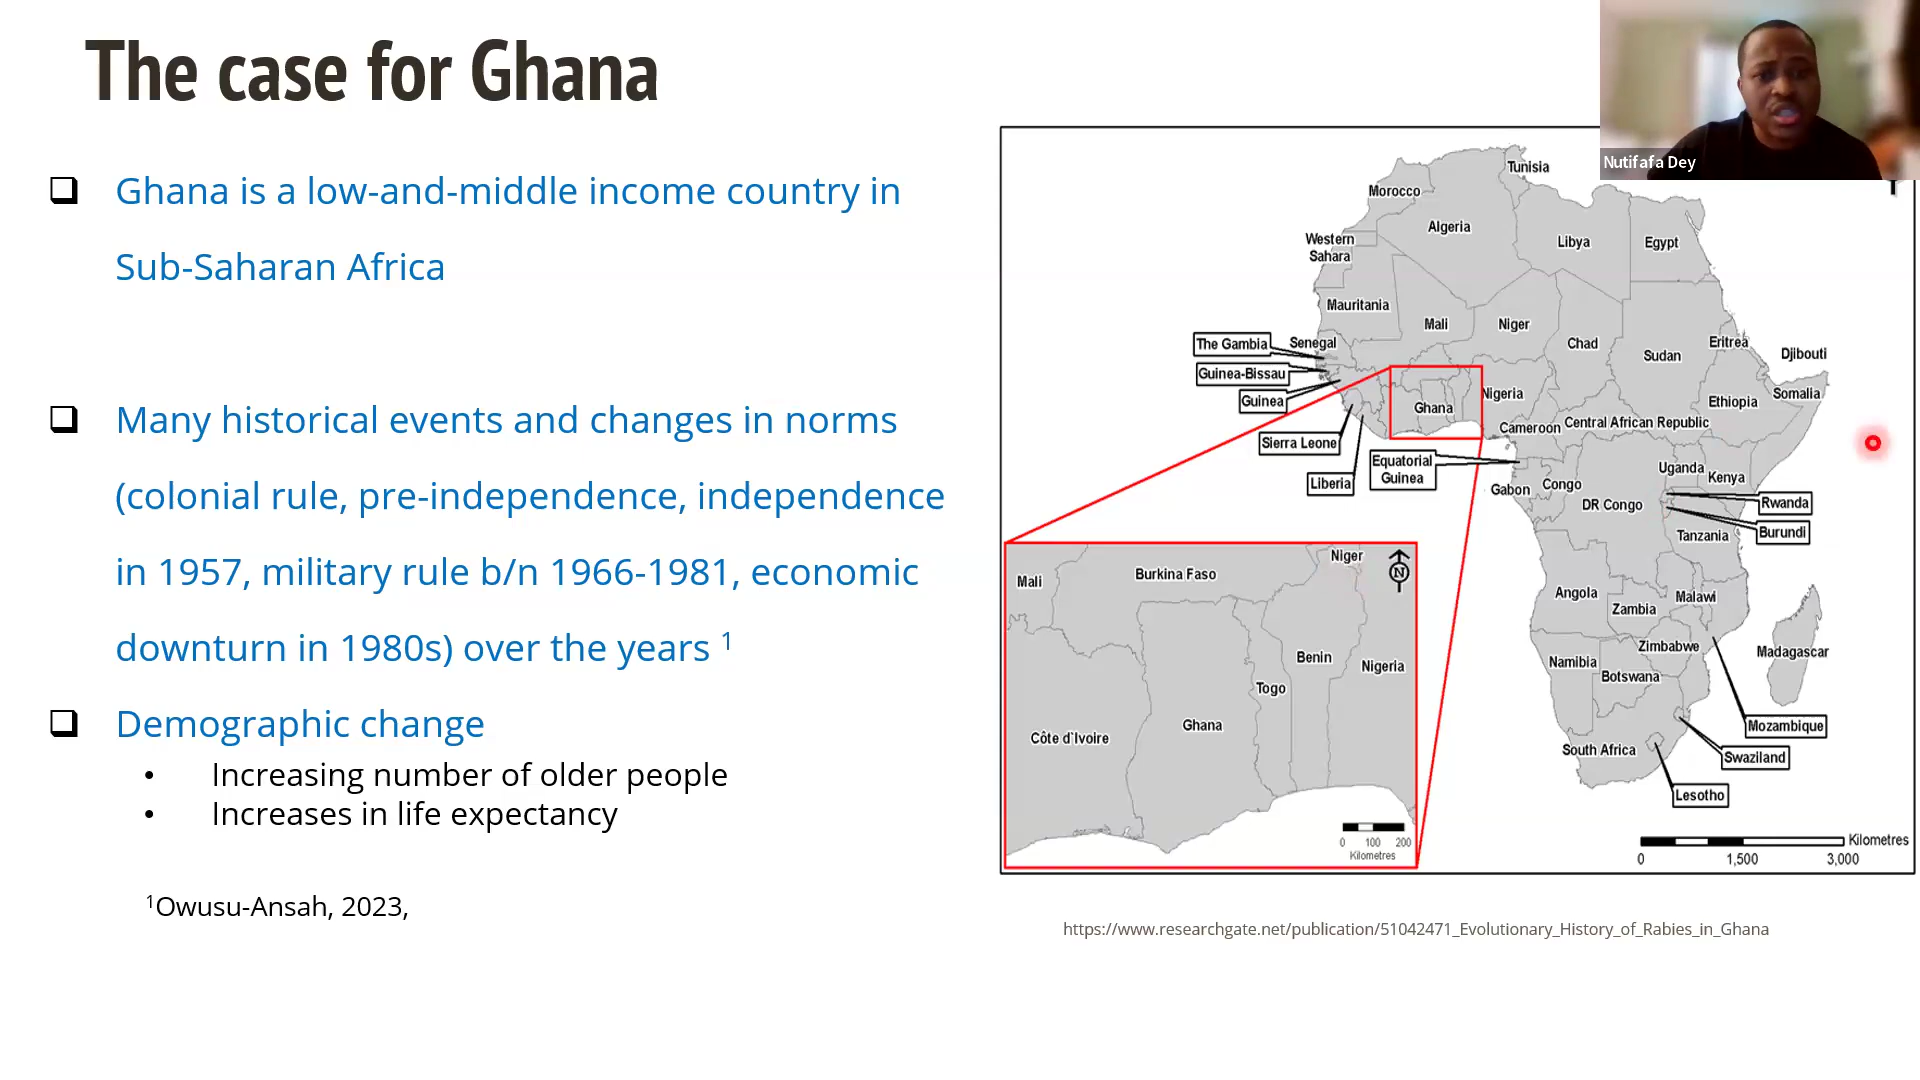 The case for Ghana
Nutifafa Dey
Ghana is a low-and-middle income country in
Sub-Saharan Africa
Many historical events and changes in norms
(colonial rule, pre-independence, independence
in 1957, military rule b/n 1966-1981, economic
downturn in 1980s) over the years 1
Demographic change
• Increasing number of older people
• Increases in life expectancy
1Owusu-Ansah, 2023,
Tunisia
Morocco
Algeria
Libya
Egypt
Western
Sahara
Mauritania
Mali
Niger
Chad
Sudan
Eritrea
Djibouti
The Gambia
Senegal
Guinea-Bissau
Guinea
Sierra Leone
Liberia
Ghana
Nigeria
Cameroon
Central African Republic
Ethiopia
Somalia
Equatorial
Guinea
Gabon
Congo
DR Congo
Uganda
Kenya
Rwanda
Burundi
Tanzania
Angola
Zambia
Malawi
Zimbabwe
Namibia
Botswana
Madagascar
Mozambique
South Africa
Swaziland
Lesotho
Kilometres
0 1,500 3,000
Mali
Burkina Faso
Niger
N
Benin
Nigeria
Togo
Ghana
Côte d`Ivoire
0 100 200
Kilometres
https://www.researchgate.net/publication/51042471_Evolutionary_History_of_Rabies_in_Ghana